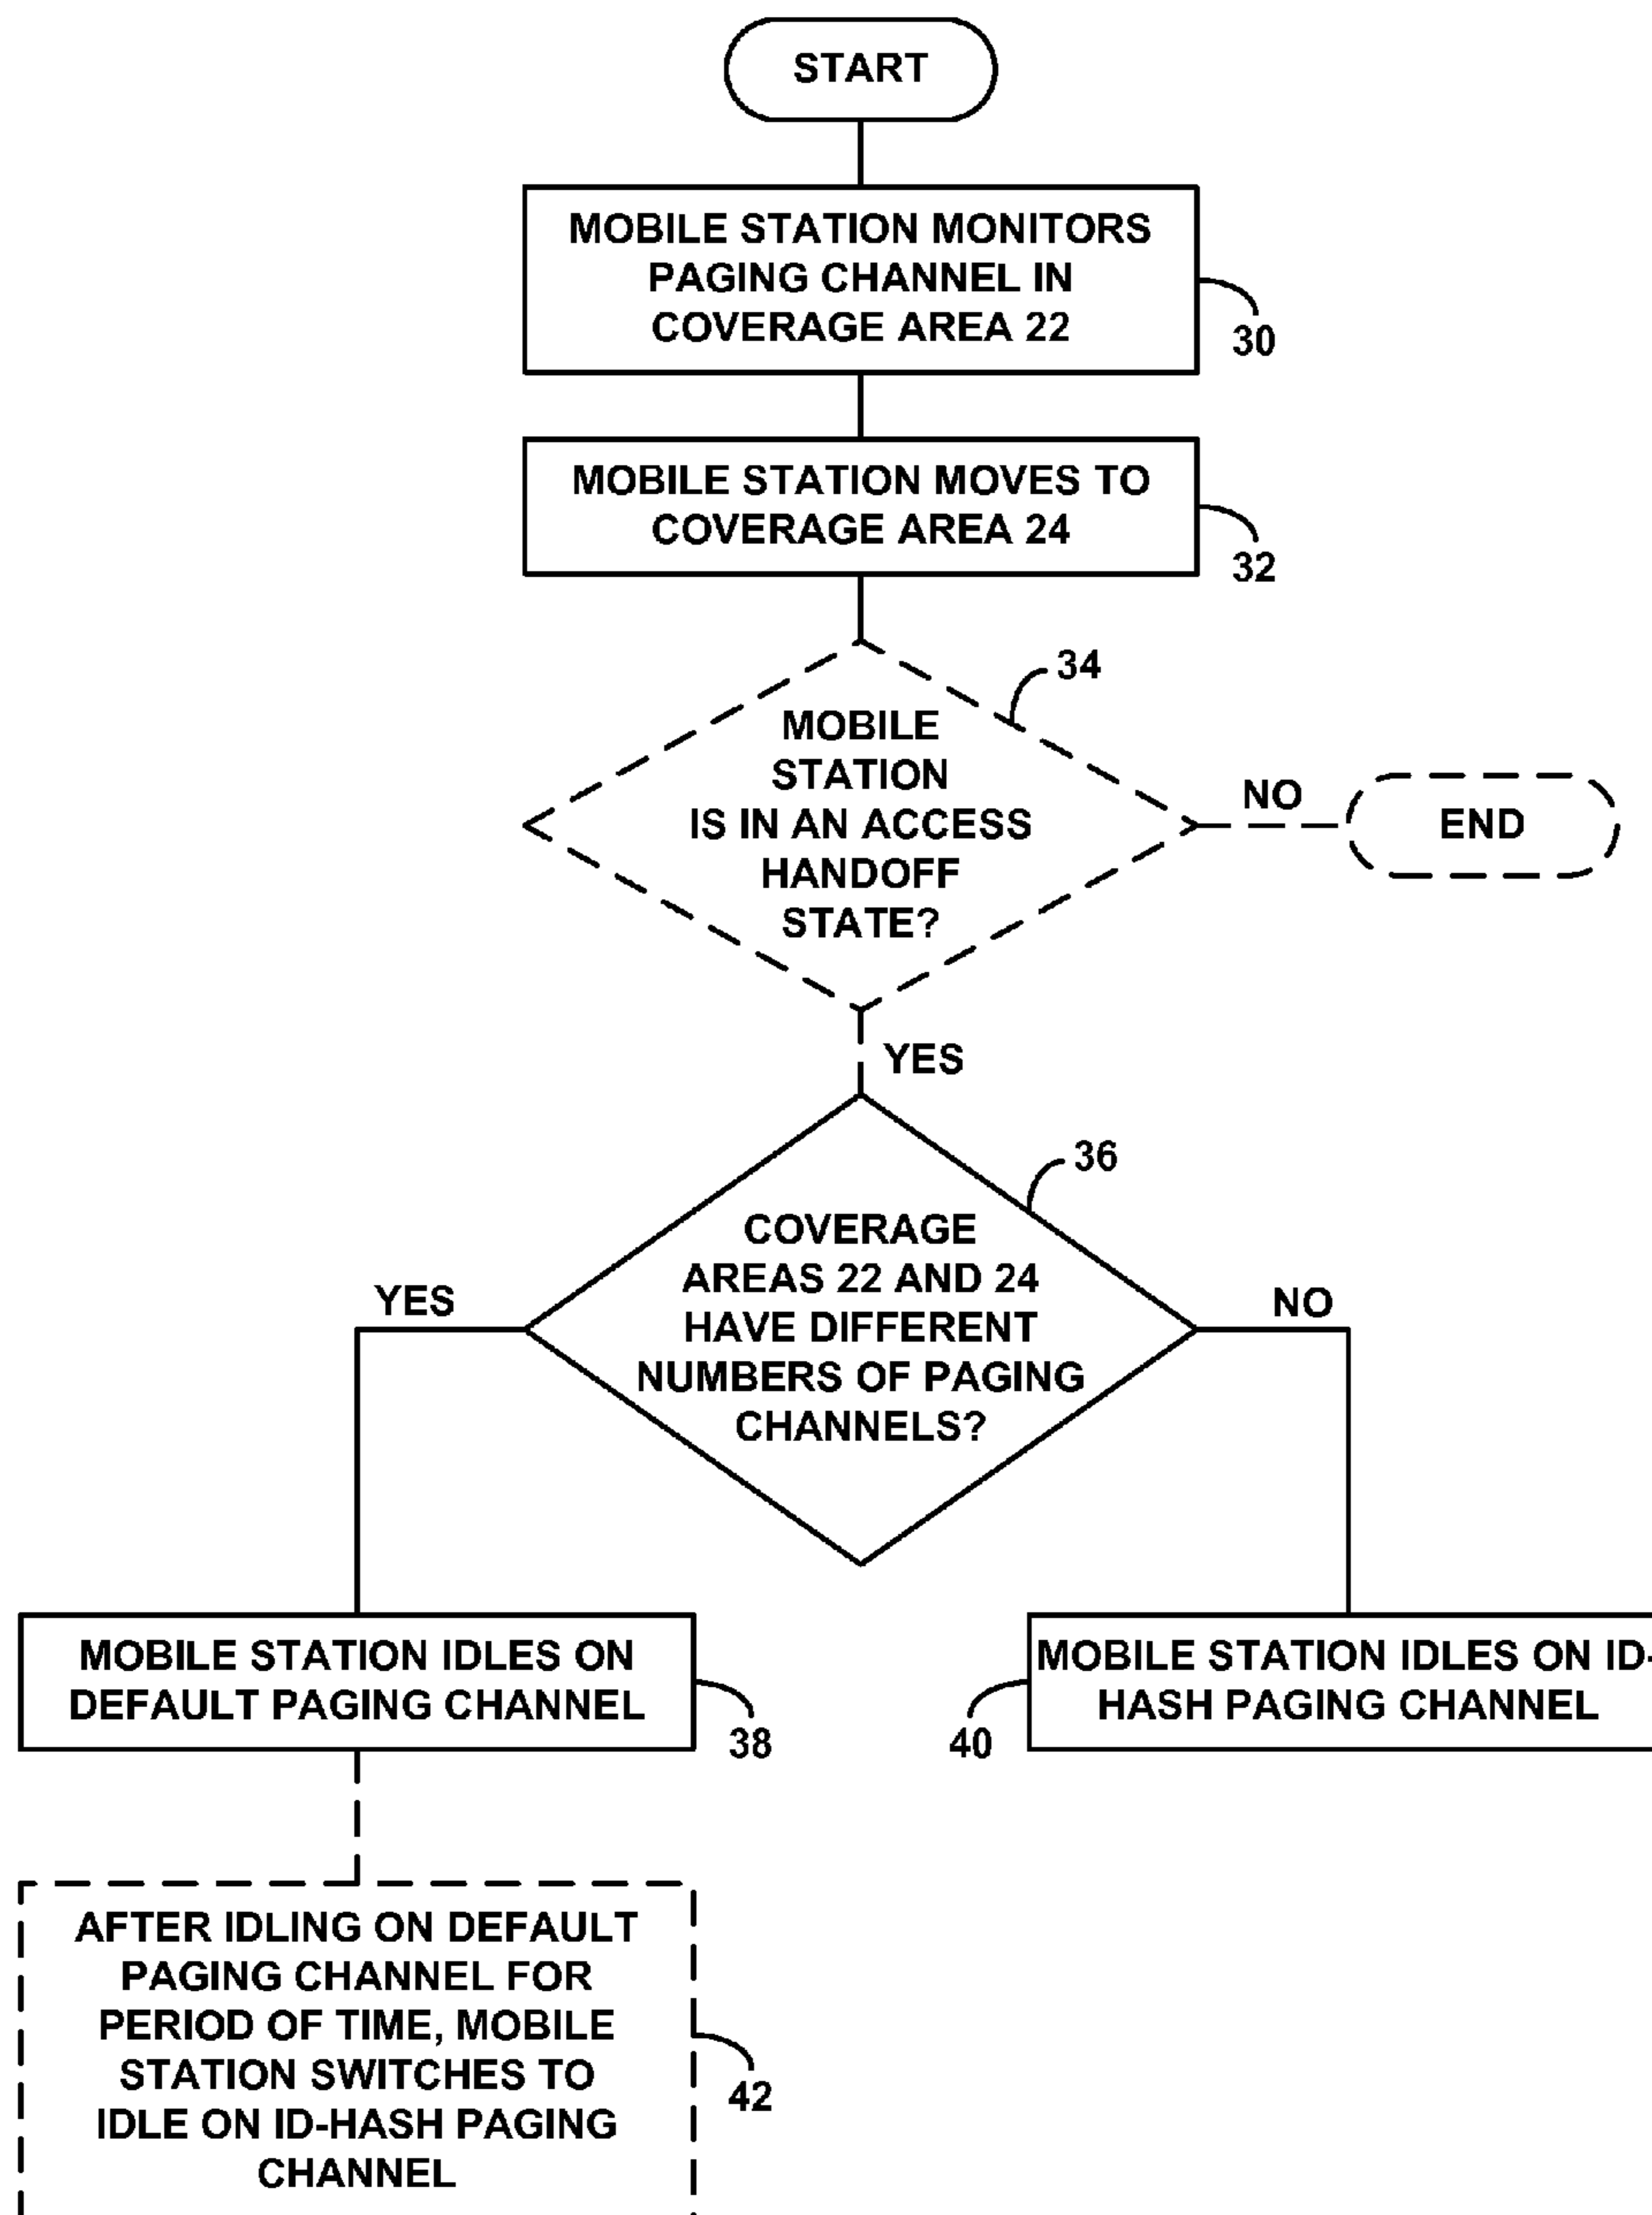 START
MOBILE STATION MONITORS
PAGING CHANNEL IN
COVERAGE AREA 22
30
MOBILE STATION MOVES TO
COVERAGE AREA 24
32
34
MOBILE
STATION
IS IN AN ACCESS
HANDOFF
STATE?
NO
END
YES
36
COVERAGE
AREAS 22 AND 24
HAVE DIFFERENT
NUMBERS OF PAGING
CHANNELS?
YES
NO
MOBILE STATION IDLES ON
DEFAULT PAGING CHANNEL
38
MOBILE STATION IDLES ON ID-
HASH PAGING CHANNEL
40
AFTER IDLING ON DEFAULT
PAGING CHANNEL FOR
PERIOD OF TIME, MOBILE
STATION SWITCHES TO
IDLE ON ID-HASH PAGING
CHANNEL
42